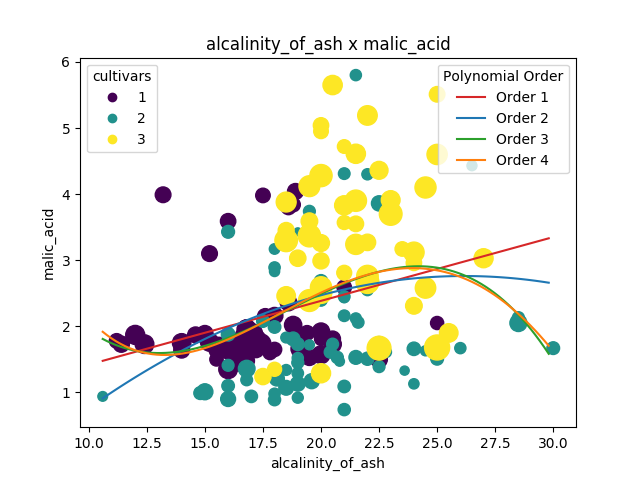 alcalinity_of_ash x malic_acid
cultivars
1
2
3
Polynomial Order
Order 1
Order 2
Order 3
Order 4
malic_acid
6
5
4
3
2
1
10.0 12.5 15.0 17.5 20.0 22.5 25.0 27.5 30.0
alcalinity_of_ash